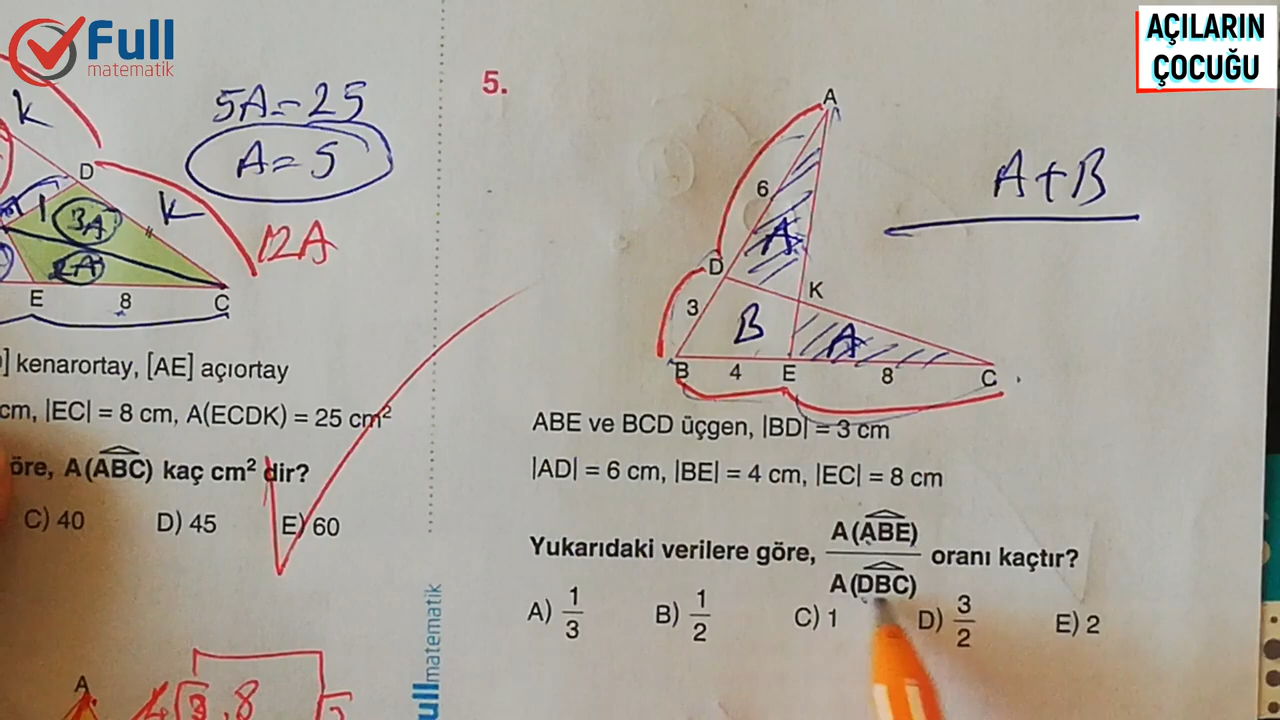 Full
matematik
AÇILARIN
ÇOCUĞU
k
5A=25
A=5
D
1
3A
k
12A
2A
E
8
C
] kenarortay, [AE] açıortay
cm, |EC| = 8 cm, A(ECDK) = 25 cm²
öre, A(ABC) kaç cm² dir?
C) 40 D) 45 E) 60
A
8
ullmatematik
5.
A
6
A
A+B
D
K
3
B
A
B 4 E 8 C
ABE ve BCD üçgen, |BD| = 3 cm
|AD| = 6 cm, |BE| = 4 cm, |EC| = 8 cm
A(ABE)
Yukarıdaki verilere göre, oranı kaçtır?
A(DBC)
A) 1/3 B) 1/2 C) 1 D) 3/2 E) 2